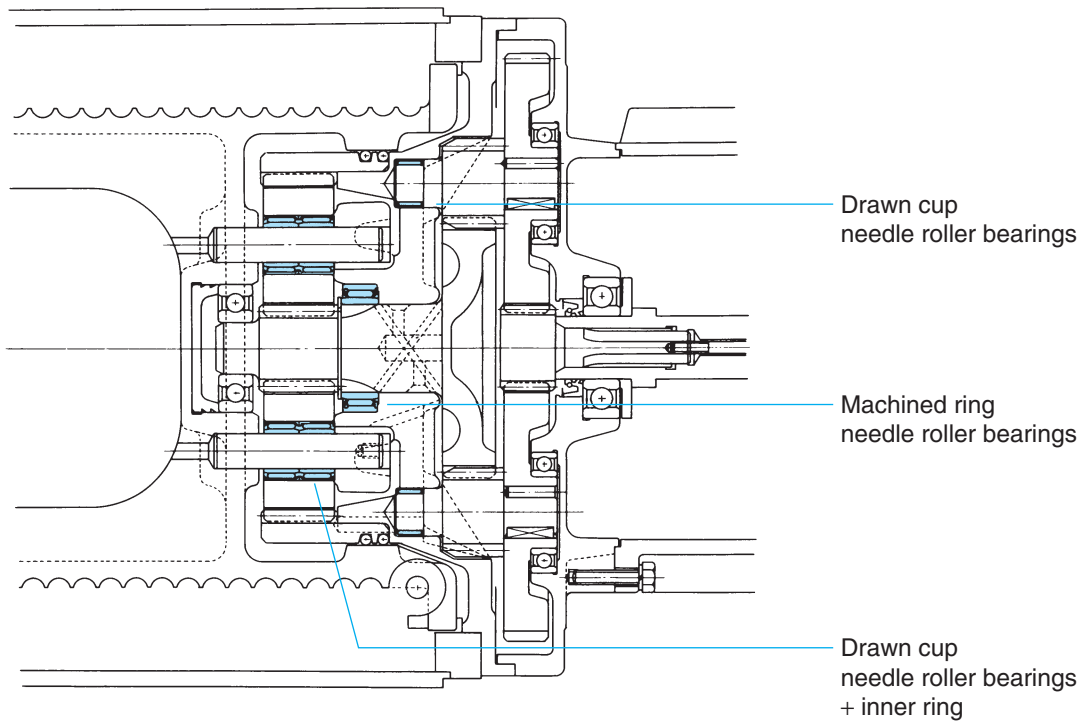 Drawn cup
needle roller bearings
Machined ring
needle roller bearings
Drawn cup
needle roller bearings
+ inner ring